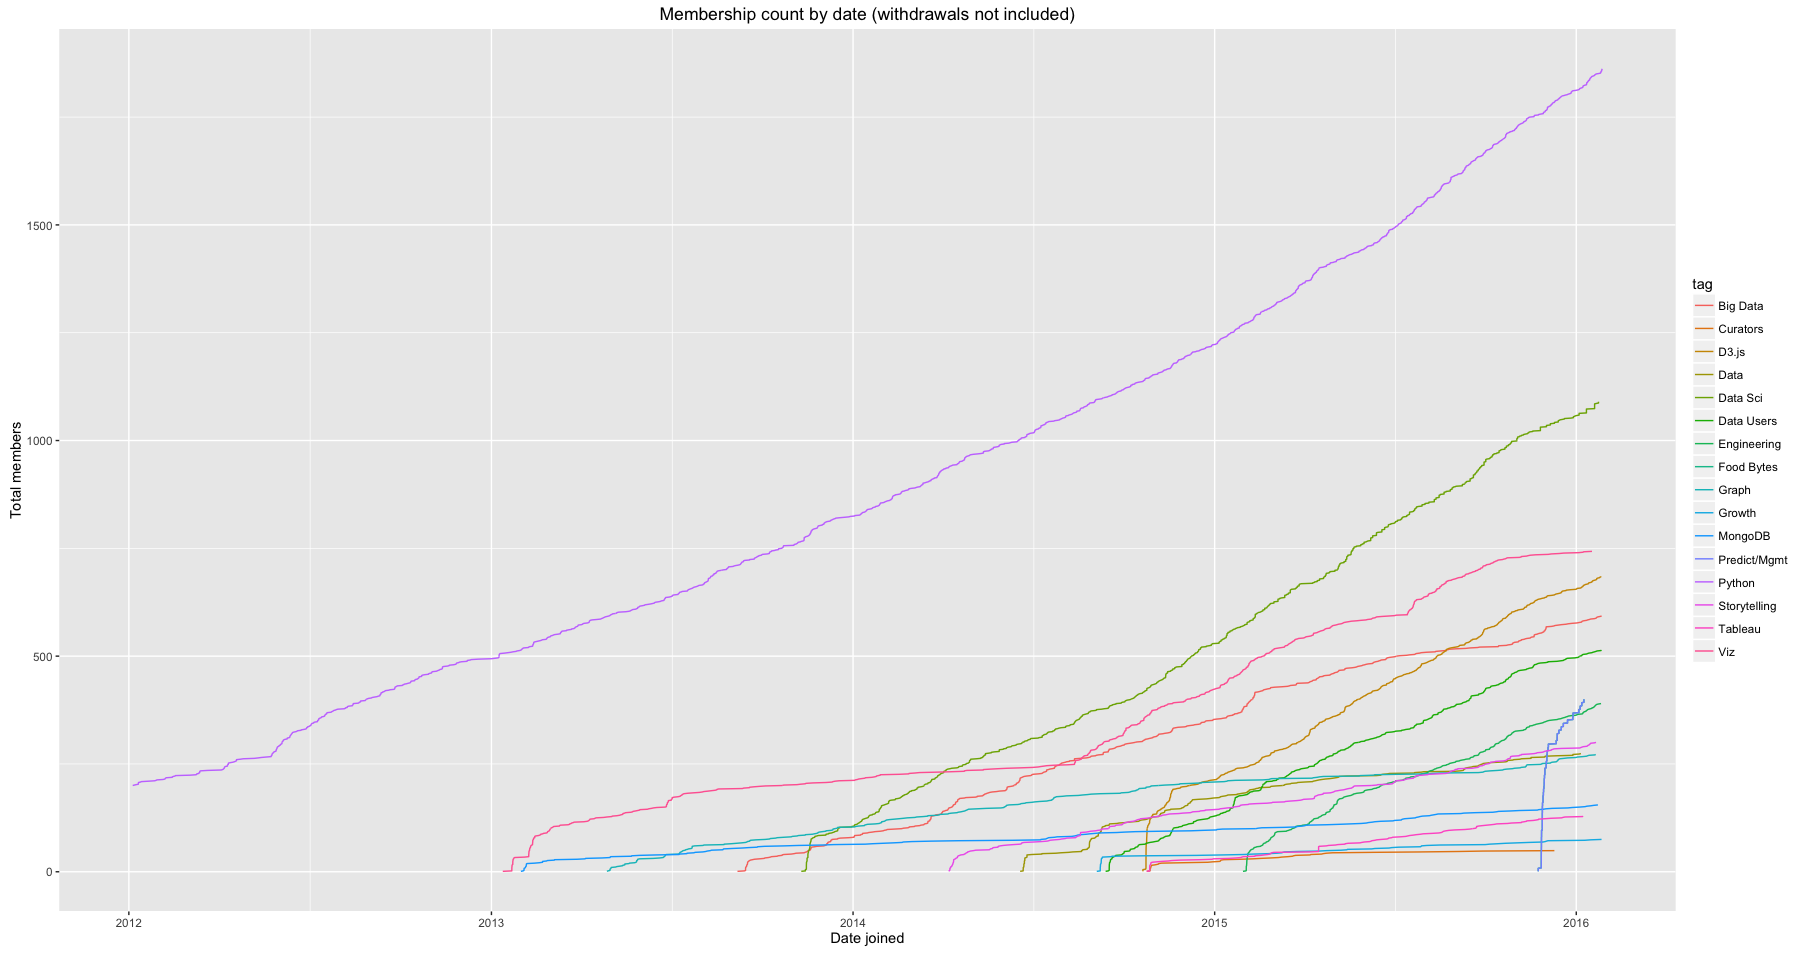 Membership count by date (withdrawals not included)
Total members
1500
1000
500
0
2012
2013
2014
2015
2016
Date joined
tag
Big Data
Curators
D3.js
Data
Data Sci
Data Users
Engineering
Food Bytes
Graph
Growth
MongoDB
Predict/Mgmt
Python
Storytelling
Tableau
Viz